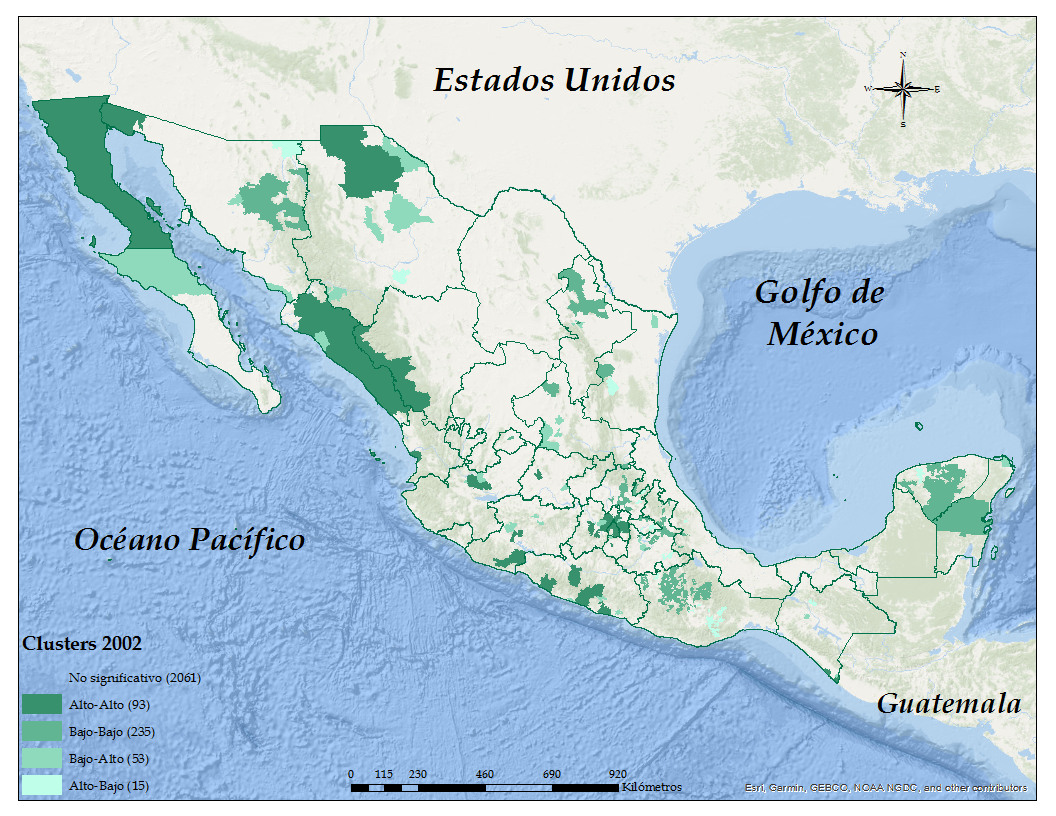 Estados Unidos
N
W
E
S
Golfo de
México
Océano Pacífico
Guatemala
Clusters 2002
No significativo (2061)
Alto-Alto (93)
Bajo-Bajo (235)
Bajo-Alto (53)
Alto-Bajo (15)
0 115 230 460 690 920
Kilómetros
Esri, Garmin, GEBCO, NOAA NGDC, and other contributors